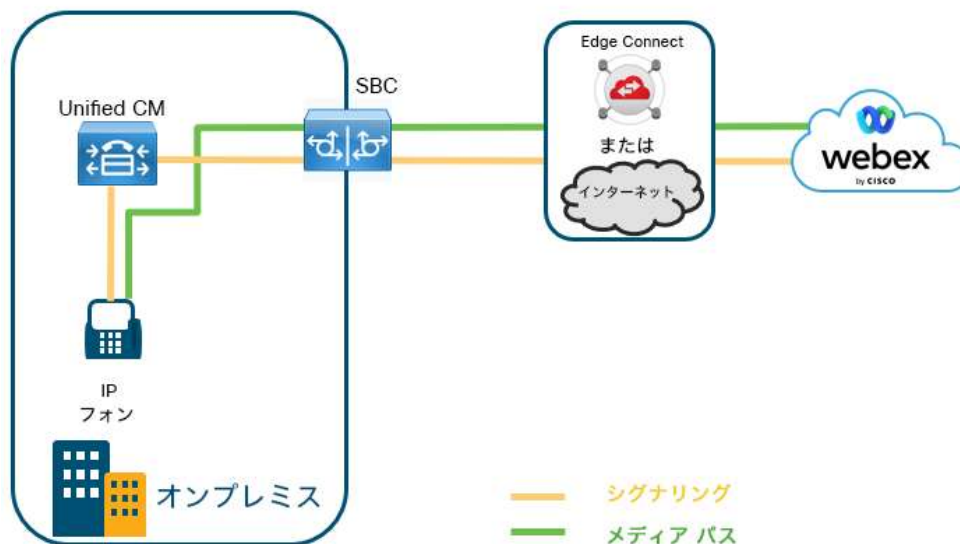 Edge Connect
SBC
Unified CM
または
webex
by CISCO
インターネット
IP
フォン
オンプレミス
シグナリング
メディア パス